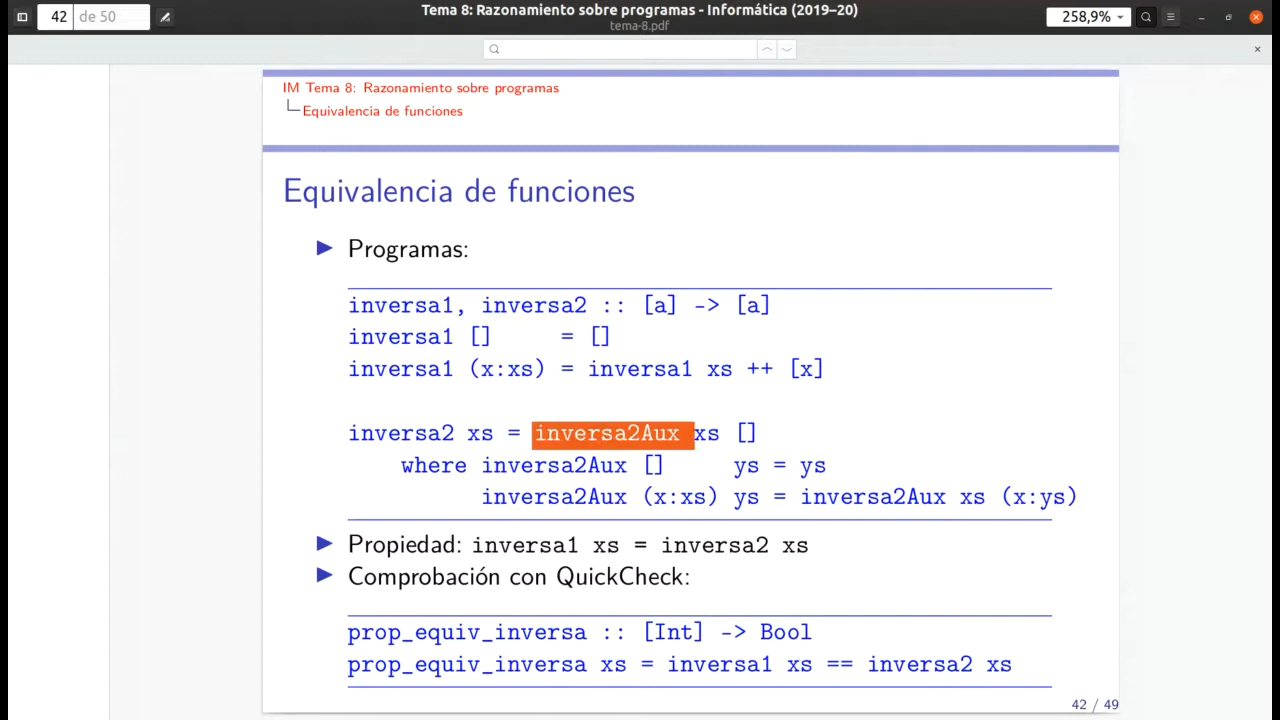 42 de 50
Tema 8: Razonamiento sobre programas - Informática (2019–20)
tema-8.pdf
258,9%
IM Tema 8: Razonamiento sobre programas
Equivalencia de funciones
Equivalencia de funciones
Programas:
inversa1, inversa2 :: [a] -> [a]
inversa1 [] = []
inversa1 (x:xs) = inversa1 xs ++ [x]
inversa2 xs = inversa2Aux xs []
where inversa2Aux [] ys = ys
inversa2Aux (x:xs) ys = inversa2Aux xs (x:ys)
Propiedad: inversa1 xs = inversa2 xs
Comprobación con QuickCheck:
prop_equiv_inversa :: [Int] -> Bool
prop_equiv_inversa xs = inversa1 xs == inversa2 xs
42 / 49